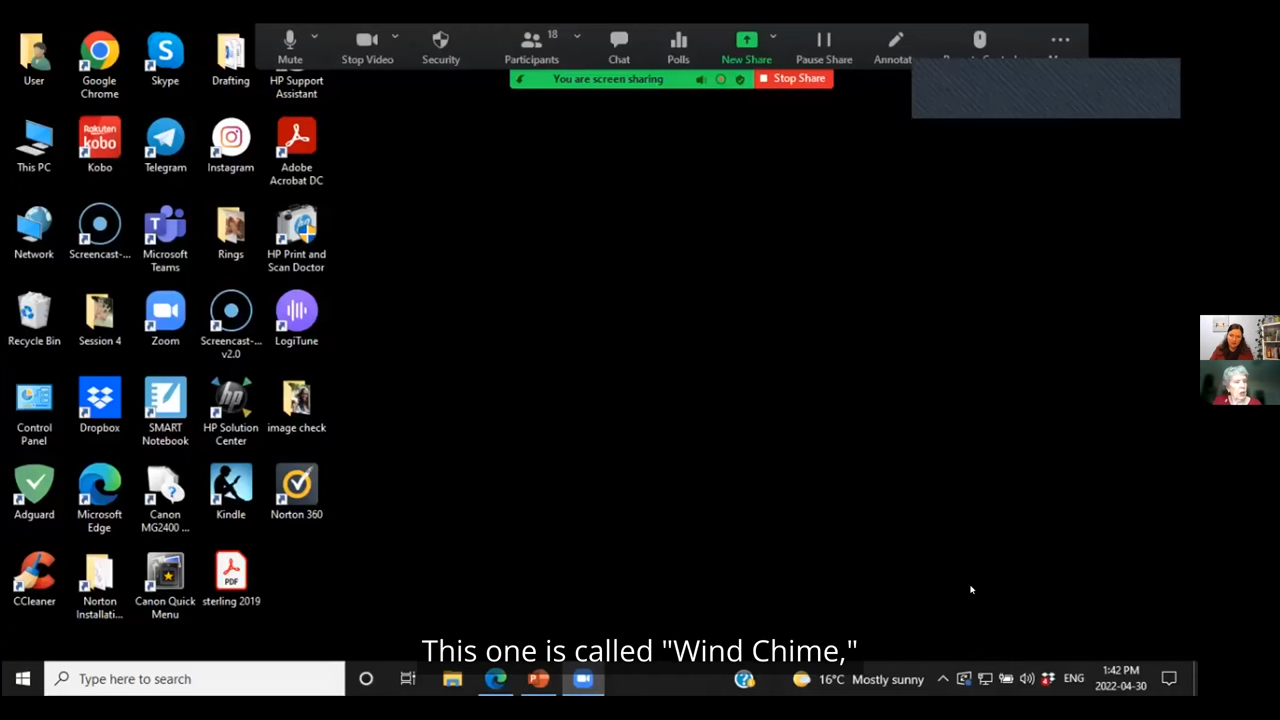 Mute
Stop Video
Security
18
Participants
Chat
Polls
New Share
Pause Share
Annotat
You are screen sharing
Stop Share
User
Google
Chrome
Skype
Drafting
HP Support
Assistant
This PC
Rakuten
kobo
Kobo
Telegram
Instagram
Adobe
Acrobat DC
Network
Screencast-...
Microsoft
Teams
Rings
HP Print and
Scan Doctor
Recycle Bin
Session 4
Zoom
Screencast-...
v2.0
LogiTune
Control
Panel
Dropbox
SMART
Notebook
HP Solution
Center
image check
Adguard
Microsoft
Edge
Canon
MG2400 ...
Kindle
Norton 360
CCleaner
Norton
Installati...
Canon Quick
Menu
PDF
sterling 2019
This one is called "Wind Chime,"
Type here to search
16°C Mostly sunny
ENG
1:42 PM
2022-04-30